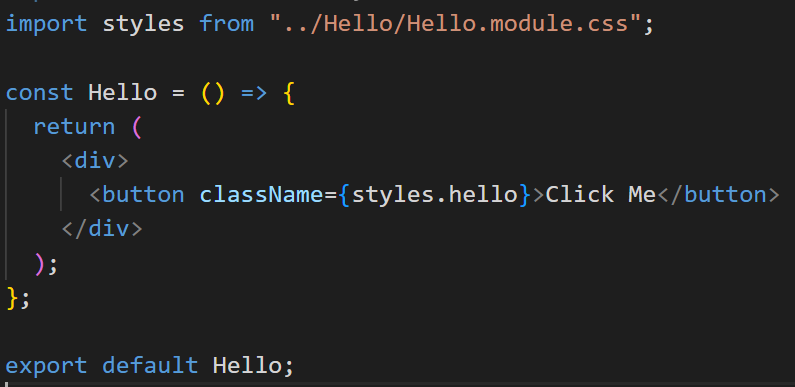 import styles from "../Hello/Hello.module.css";
const Hello = () => {
return (
<div>
<button className={styles.hello}>Click Me</button>
</div>
);
};
export default Hello;